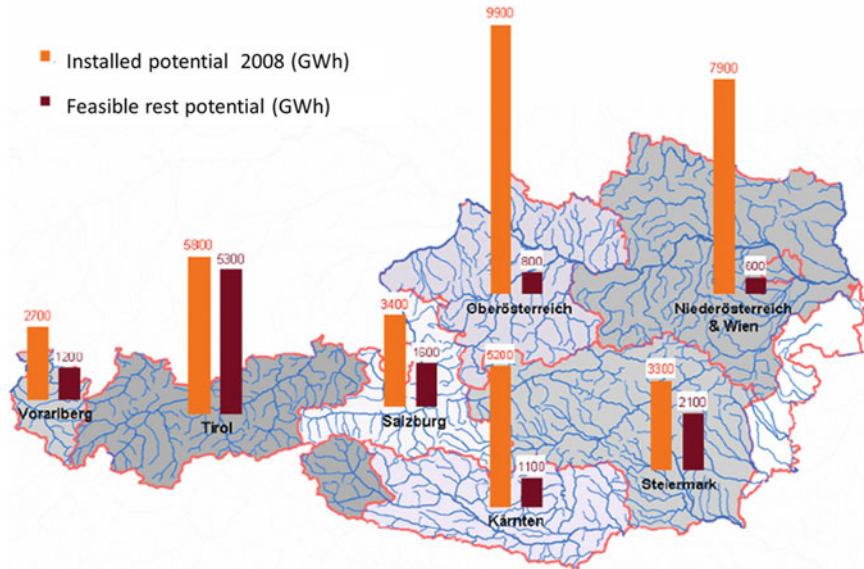 Installed potential 2008 (GWh)
Feasible rest potential (GWh)
9900
800
Oberösterreich
7900
600
Niederösterreich
& Wien
5800
5300
Tirol
2700
1200
Vorarlberg
3400
1600
Salzburg
5200
1100
Kärnten
3300
2100
Steiermark